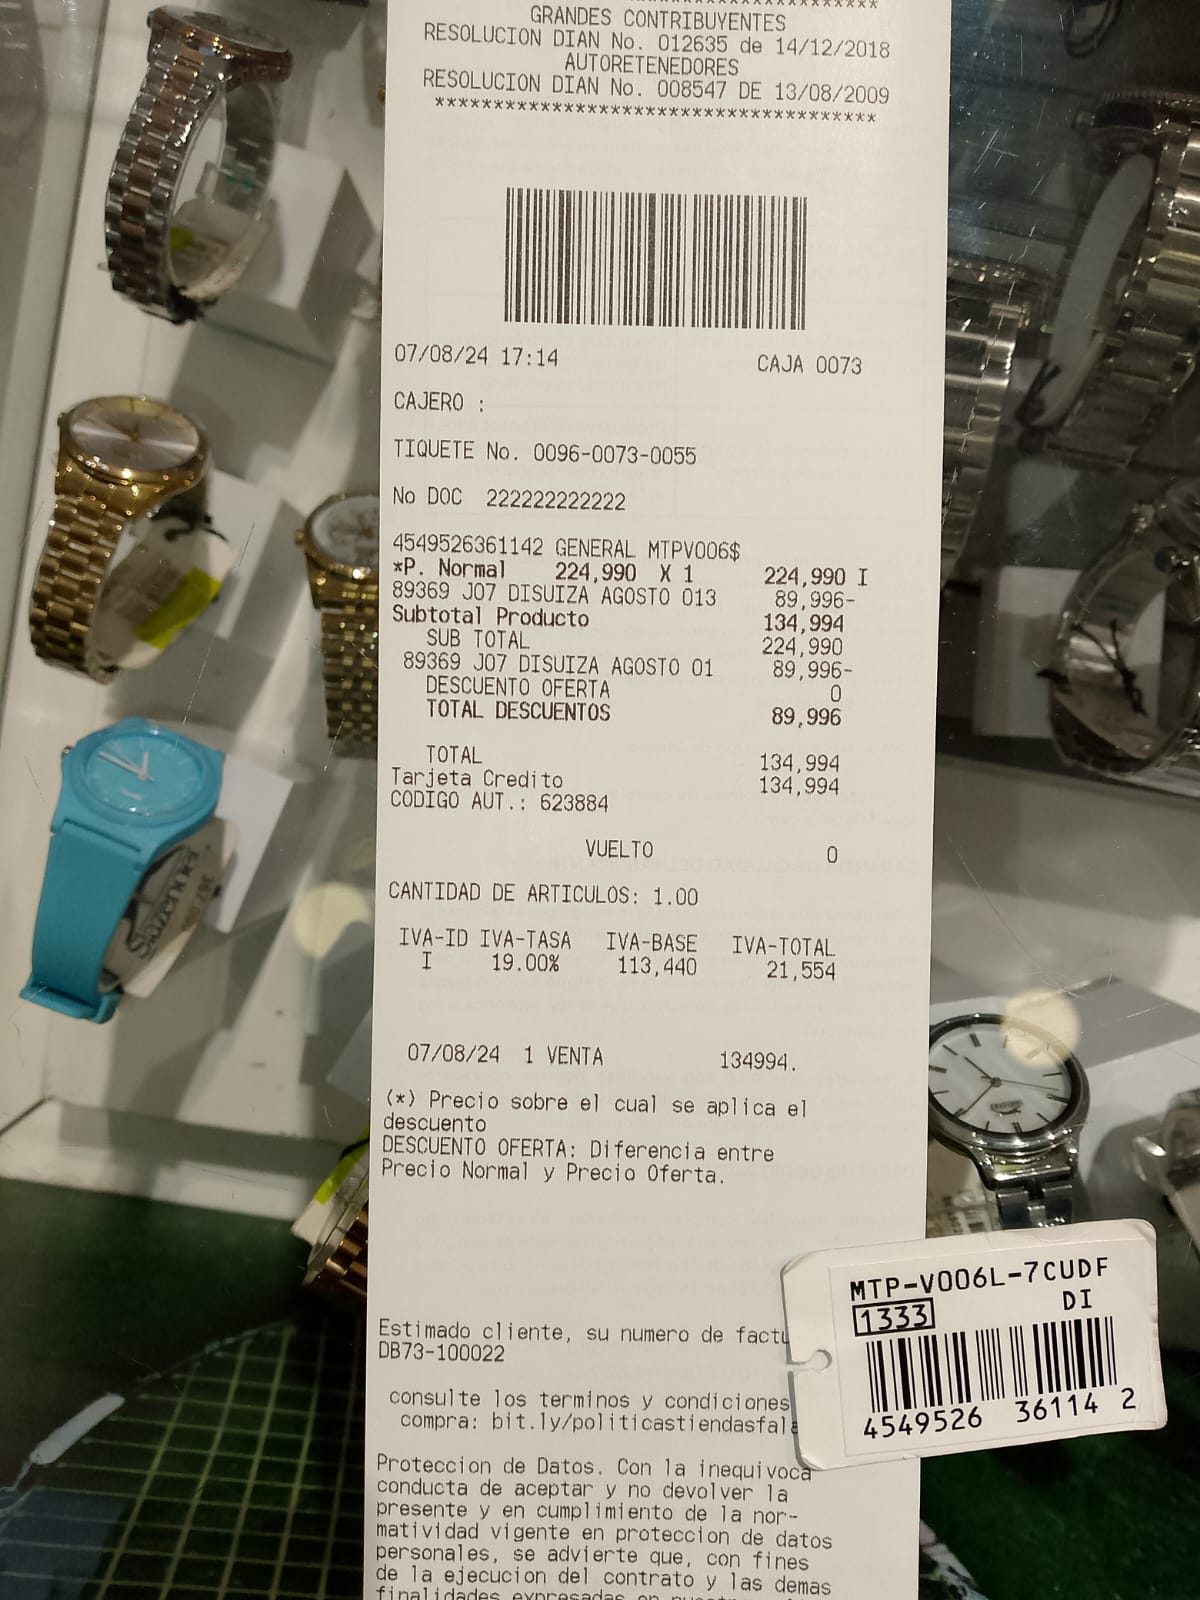 GRANDES CONTRIBUYENTES
RESOLUCION DIAN No. 012635 de 14/12/2018
AUTORETENEDORES
RESOLUCION DIAN No. 008547 DE 13/08/2009
**************************************
07/08/24 17:14 CAJA 0073
CAJERO :
TIQUETE No. 0096-0073-0055
No DOC 222222222222
4549526361142 GENERAL MTPV006$
*P. Normal 224,990 X 1 224,990 I
89369 J07 DISUIZA AGOSTO 013 89,996-
Subtotal Producto 134,994
SUB TOTAL 224,990
89369 J07 DISUIZA AGOSTO 01 89,996-
DESCUENTO OFERTA 0
TOTAL DESCUENTOS 89,996
TOTAL 134,994
Tarjeta Credito 134,994
CODIGO AUT.: 623884
VUELTO 0
CANTIDAD DE ARTICULOS: 1.00
IVA-ID IVA-TASA IVA-BASE IVA-TOTAL
I 19.00% 113,440 21,554
07/08/24 1 VENTA 134994.
(*) Precio sobre el cual se aplica el
descuento
DESCUENTO OFERTA: Diferencia entre
Precio Normal y Precio Oferta.
Estimado cliente, su numero de factu
DB73-100022
consulte los terminos y condiciones
compra: bit.ly/politicastiendasfala
Proteccion de Datos. Con la inequivoca
conducta de aceptar y no devolver la
presente y en cumplimiento de la nor-
matividad vigente en proteccion de datos
personales, se advierte que, con fines
de la ejecucion del contrato y las demas
finalidades expresadas en
MTP-V006L-7CUDF
1333 DI
4549526 36114 2
Slazenger